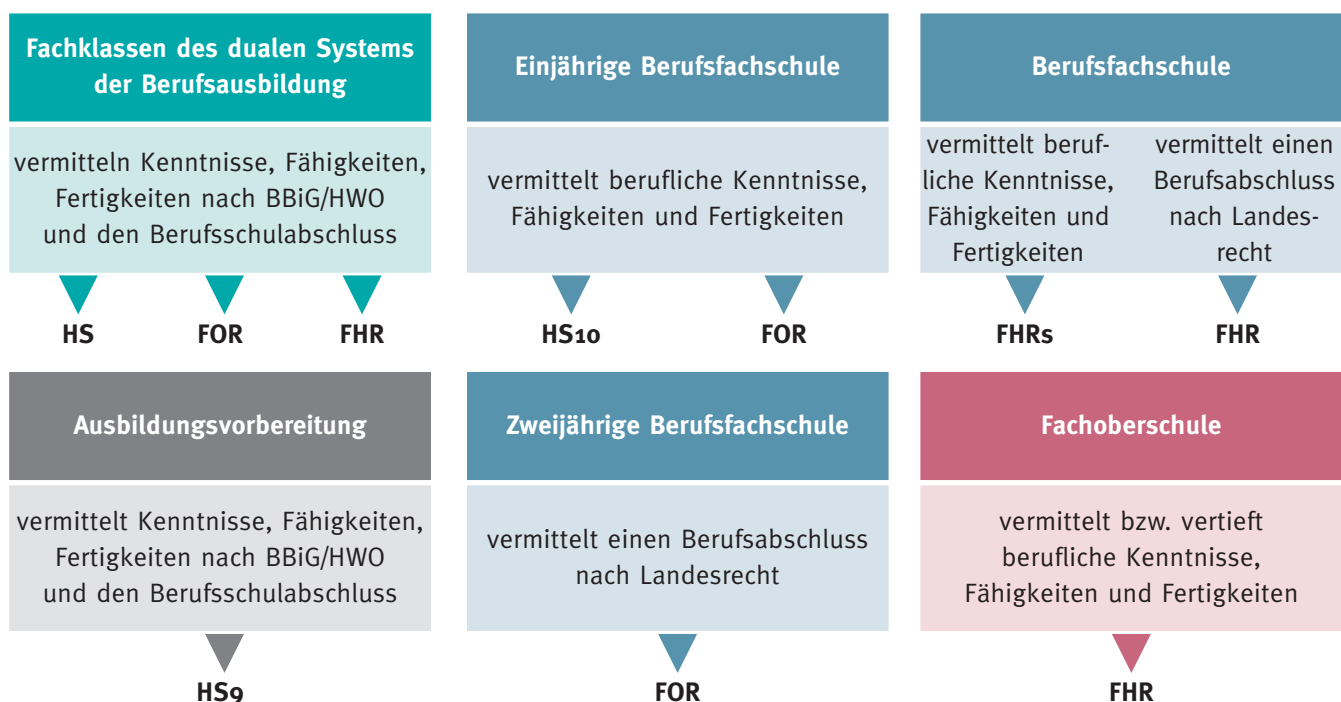 Fachklassen des dualen Systems
der Berufsausbildung
vermitteln Kenntnisse, Fähigkeiten,
Fertigkeiten nach BBiG/HWO
und den Berufsschulabschluss
HS FOR FHR
Einjährige Berufsfachschule
vermittelt berufliche Kenntnisse,
Fähigkeiten und Fertigkeiten
HS10 FOR
Berufsfachschule
vermittelt beruf-
liche Kenntnisse,
Fähigkeiten und
Fertigkeiten
FHRs
vermittelt einen
Berufsabschluss
nach Landes-
recht
FHR
Ausbildungsvorbereitung
vermittelt Kenntnisse, Fähigkeiten,
Fertigkeiten nach BBiG/HWO
und den Berufsschulabschluss
HS9
Zweijährige Berufsfachschule
vermittelt einen Berufsabschluss
nach Landesrecht
FOR
Fachoberschule
vermittelt bzw. vertieft
berufliche Kenntnisse,
Fähigkeiten und Fertigkeiten
FHR